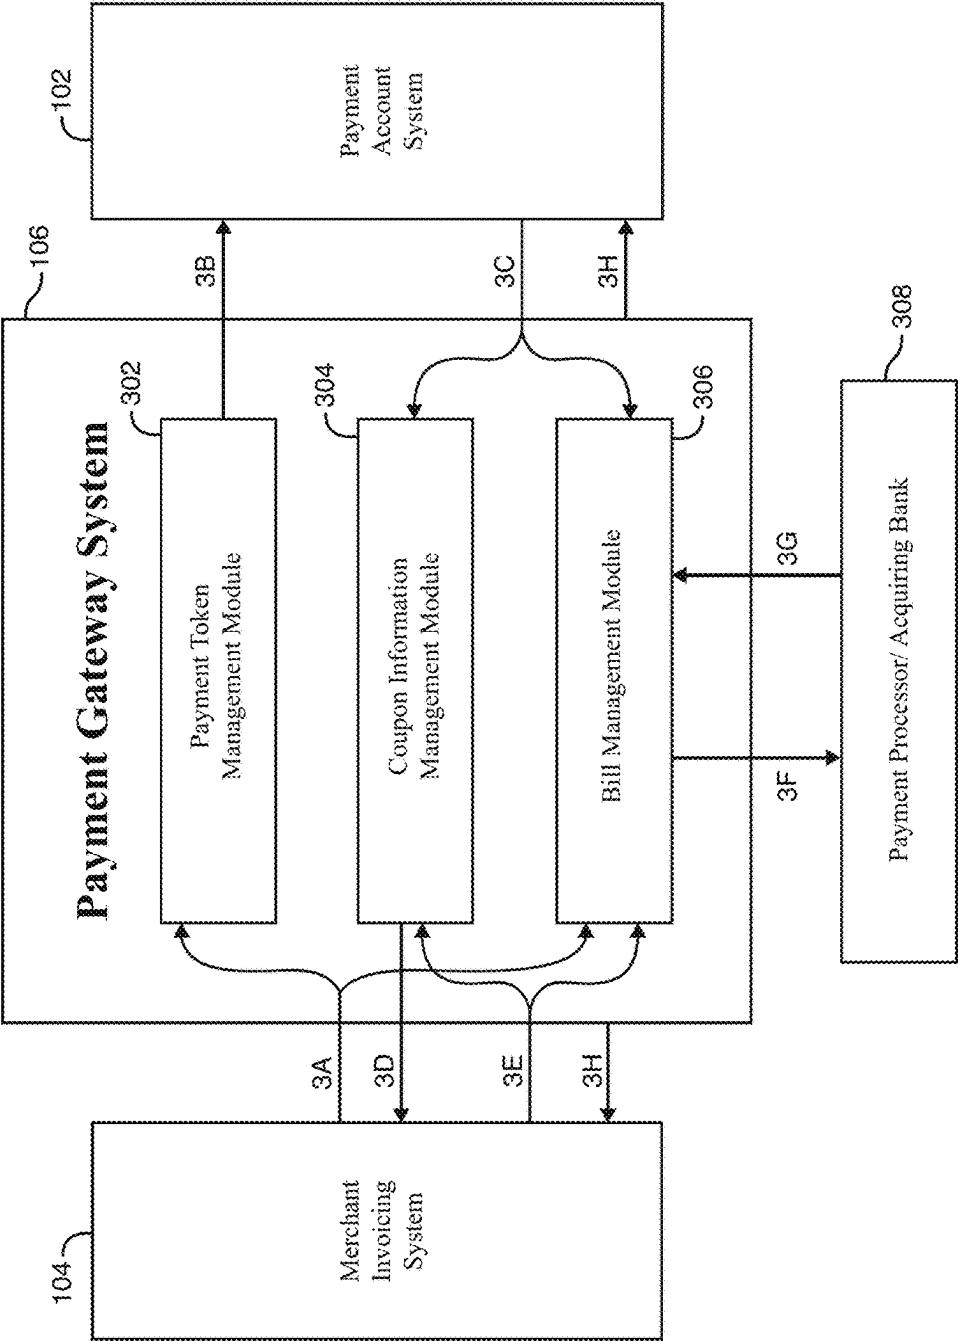 106
Payment Gateway System
104
Merchant
Invoicing
System
3A
3D
3E
3H
302
Payment Token
Management Module
304
Coupon Information
Management Module
306
Bill Management Module
3B
3C
3H
102
Payment
Account
System
3F
3G
308
Payment Processor/ Acquiring Bank